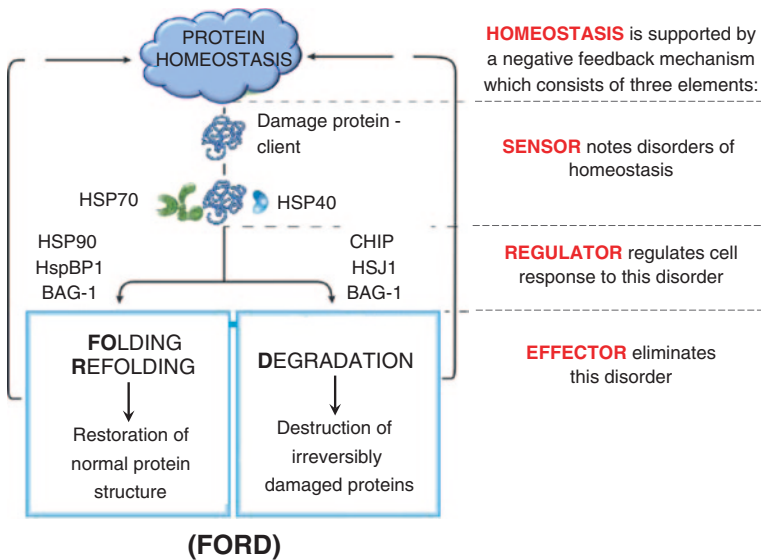 PROTEIN
HOMEOSTASIS
HOMEOSTASIS is supported by
a negative feedback mechanism
which consists of three elements:
Damage protein -
client
SENSOR notes disorders of
homeostasis
HSP70
HSP40
HSP90
HspBP1
BAG-1
CHIP
HSJ1
BAG-1
REGULATOR regulates cell
response to this disorder
FOLDING
REFOLDING
Restoration of
normal protein
structure
DEGRADATION
Destruction of
irreversibly
damaged proteins
EFFECTOR eliminates
this disorder
(FORD)